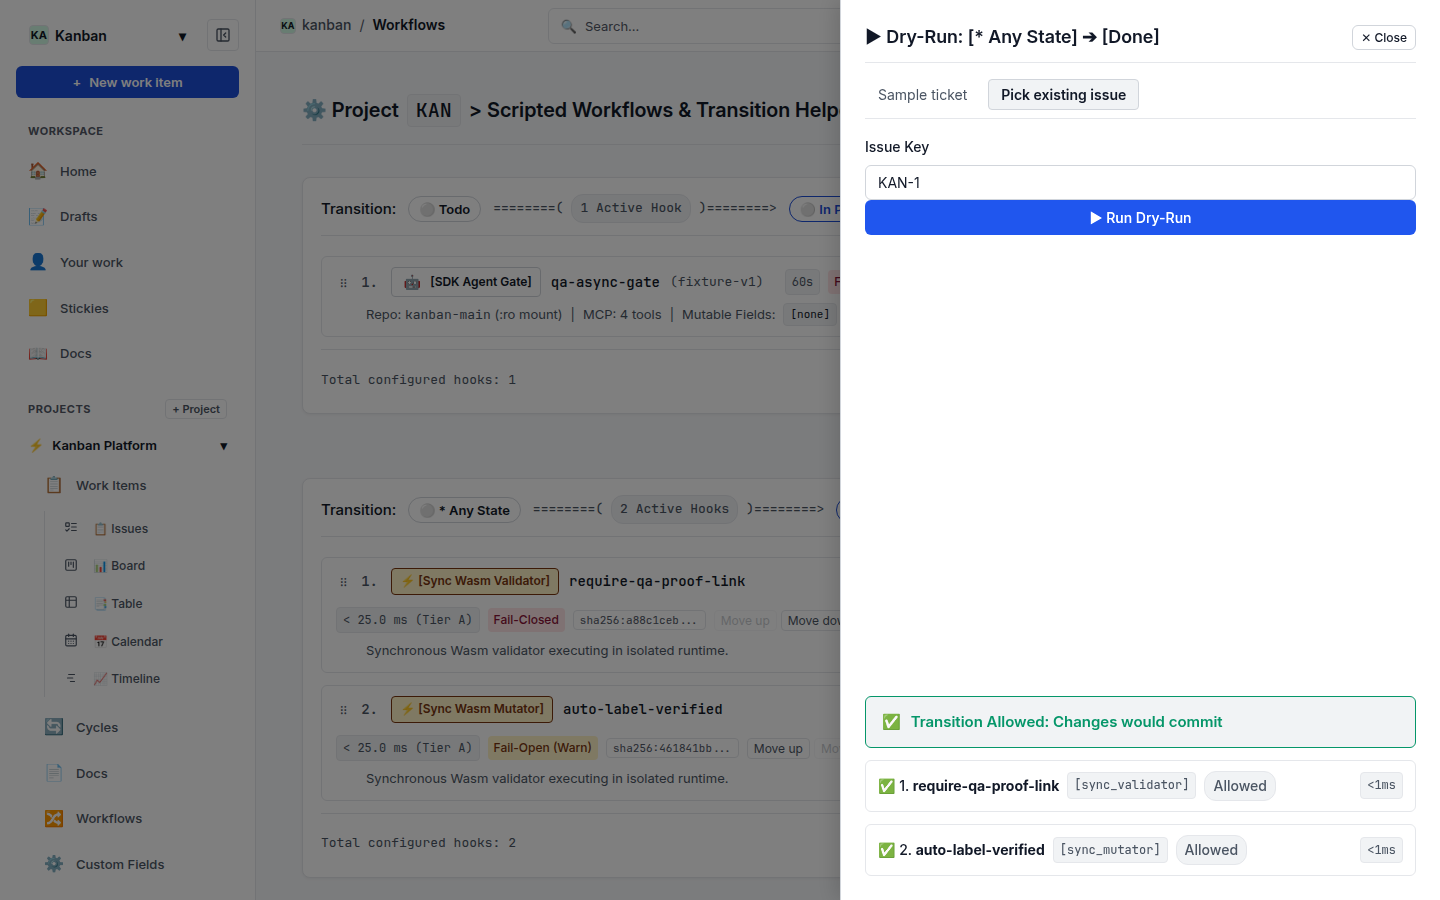 KA Kanban ▼
+ New work item
WORKSPACE
Home
Drafts
Your work
Stickies
Docs
PROJECTS + Project
Kanban Platform ▼
Work Items
Issues
Board
Table
Calendar
Timeline
Cycles
Docs
Workflows
Custom Fields
KA kanban / Workflows
Search...
Project KAN > Scripted Workflows & Transition Help
Transition: Todo ========( 1 Active Hook )========> In P
1. [SDK Agent Gate] qa-async-gate (fixture-v1) 60s F
Repo: kanban-main (:ro mount) | MCP: 4 tools | Mutable Fields: [none]
Total configured hooks: 1
Transition: * Any State ========( 2 Active Hooks )========>
1. [Sync Wasm Validator] require-qa-proof-link
< 25.0 ms (Tier A) Fail-Closed sha256:a88c1ceb... Move up Move dow
Synchronous Wasm validator executing in isolated runtime.
2. [Sync Wasm Mutator] auto-label-verified
< 25.0 ms (Tier A) Fail-Open (Warn) sha256:461841bb... Move up Mo
Synchronous Wasm validator executing in isolated runtime.
Total configured hooks: 2
▶ Dry-Run: [* Any State] ➔ [Done] ✕ Close
Sample ticket Pick existing issue
Issue Key
KAN-1
▶ Run Dry-Run
✅ Transition Allowed: Changes would commit
✅ 1. require-qa-proof-link [sync_validator] Allowed <1ms
✅ 2. auto-label-verified [sync_mutator] Allowed <1ms